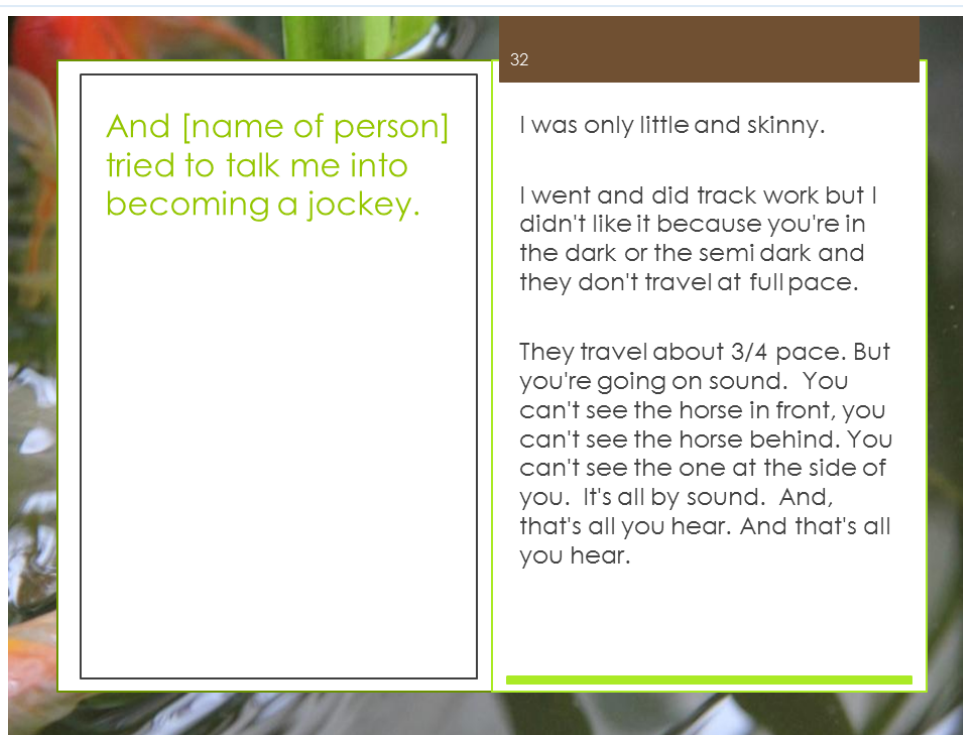 32
And [name of person]
tried to talk me into
becoming a jockey.
I was only little and skinny.
I went and did track work but I
didn't like it because you're in
the dark or the semi dark and
they don't travel at full pace.
They travel about 3/4 pace. But
you're going on sound.  You
can't see the horse in front, you
can't see the horse behind. You
can't see the one at the side of
you.  It's all by sound.  And,
that's all you hear. And that's all
you hear.